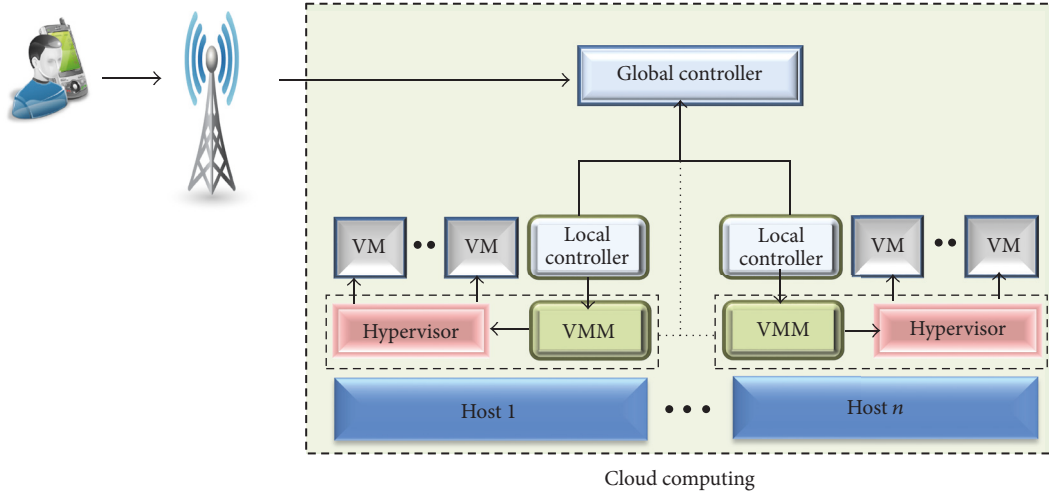 Global controller
VM
VM
Local
controller
Local
controller
VM
VM
Hypervisor
VMM
VMM
Hypervisor
Host 1
Host n
Cloud computing